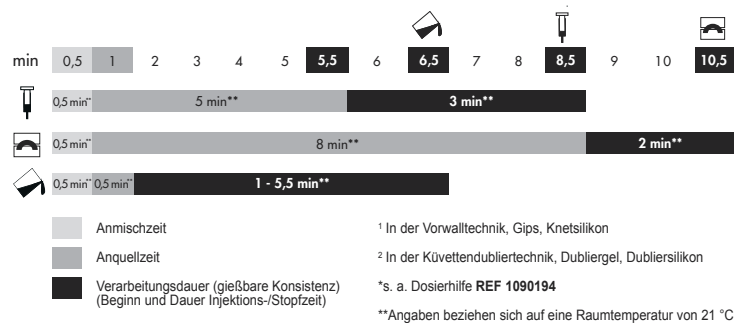 min 0,5 1 2 3 4 5 5,5 6 6,5 7 8 8,5 9 10 10,5
0,5 min** 5 min** 3 min**
0,5 min** 8 min** 2 min**
0,5 min** 0,5 min** 1 - 5,5 min**
Anmischzeit
Anquellzeit
Verarbeitungsdauer (gießbare Konsistenz)
(Beginn und Dauer Injektions-/Stopfzeit)
¹ In der Vorwalltechnik, Gips, Knetsilikon
² In der Küvettendubliertechnik, Dubliergel, Dubliersilikon
*s. a. Dosierhilfe REF 1090194
**Angaben beziehen sich auf eine Raumtemperatur von 21 °C